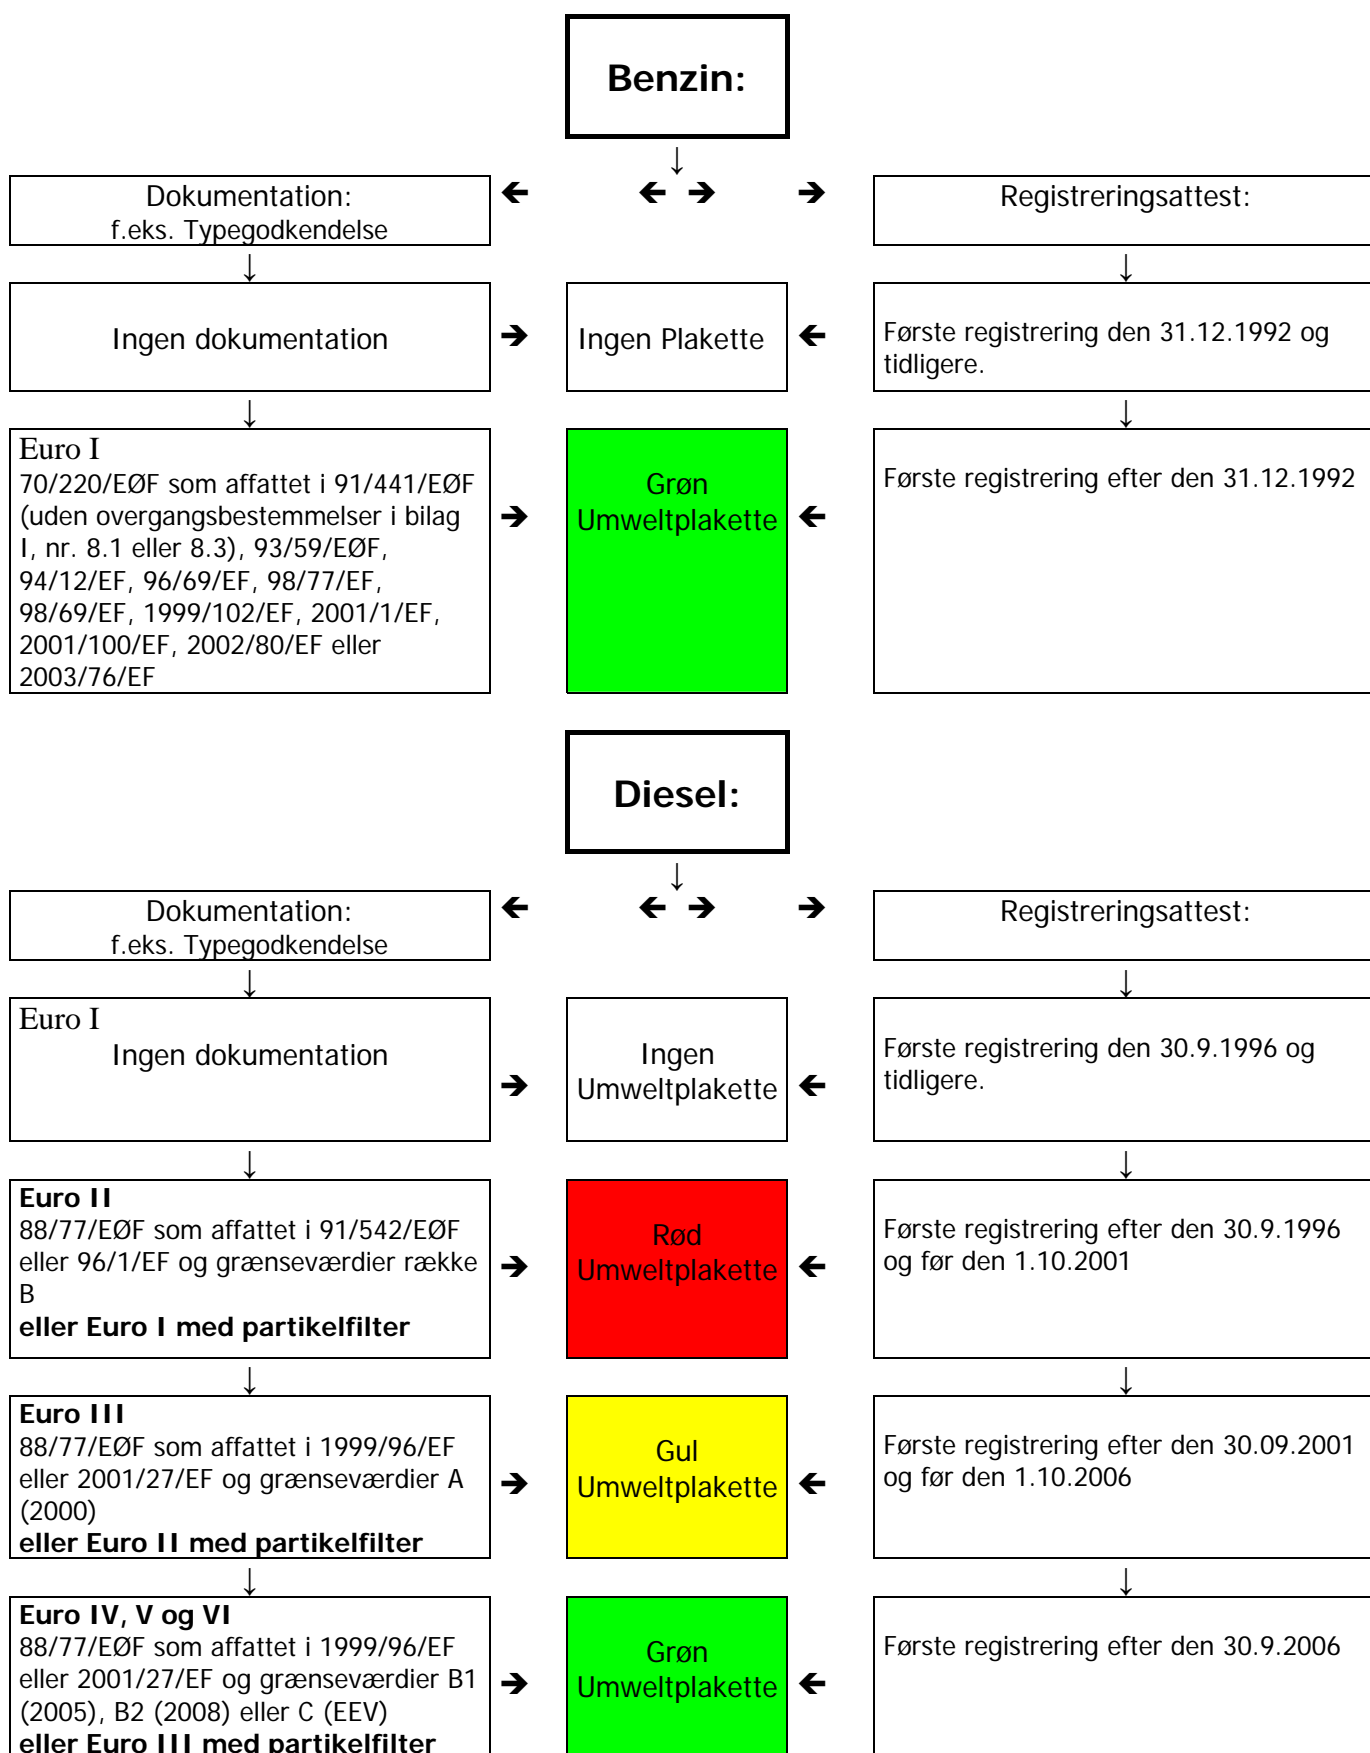 Benzin:
Dokumentation:
f.eks. Typegodkendelse
Registreringsattest:
Ingen dokumentation
Ingen Plakette
Første registrering den 31.12.1992 og
tidligere.
Euro I
70/220/EØF som affattet i 91/441/EØF
(uden overgangsbestemmelser i bilag
I, nr. 8.1 eller 8.3), 93/59/EØF,
94/12/EF, 96/69/EF, 98/77/EF,
98/69/EF, 1999/102/EF, 2001/1/EF,
2001/100/EF, 2002/80/EF eller
2003/76/EF
Grøn
Umweltplakette
Første registrering efter den 31.12.1992
Diesel:
Dokumentation:
f.eks. Typegodkendelse
Registreringsattest:
Euro I
Ingen dokumentation
Ingen
Umweltplakette
Første registrering den 30.9.1996 og
tidligere.
Euro II
88/77/EØF som affattet i 91/542/EØF
eller 96/1/EF og grænseværdier række
B
eller Euro I med partikelfilter
Rød
Umweltplakette
Første registrering efter den 30.9.1996
og før den 1.10.2001
Euro III
88/77/EØF som affattet i 1999/96/EF
eller 2001/27/EF og grænseværdier A
(2000)
eller Euro II med partikelfilter
Gul
Umweltplakette
Første registrering efter den 30.09.2001
og før den 1.10.2006
Euro IV, V og VI
88/77/EØF som affattet i 1999/96/EF
eller 2001/27/EF og grænseværdier B1
(2005), B2 (2008) eller C (EEV)
eller Euro III med partikelfilter
Grøn
Umweltplakette
Første registrering efter den 30.9.2006